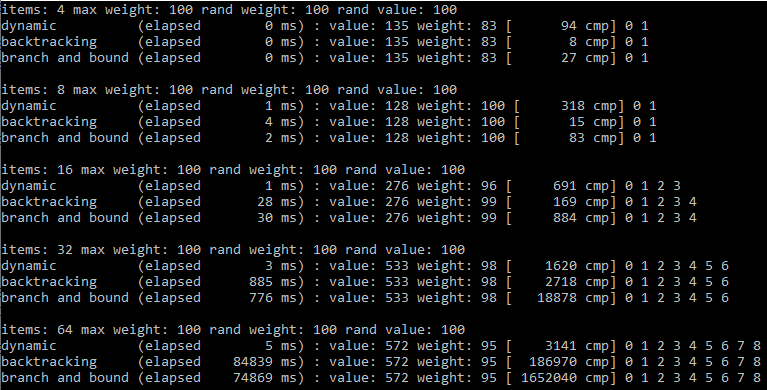 items: 4 max weight: 100 rand weight: 100 rand value: 100
dynamic          (elapsed        0 ms) : value: 135 weight: 83 [      94 cmp] 0 1
backtracking     (elapsed        0 ms) : value: 135 weight: 83 [       8 cmp] 0 1
branch and bound (elapsed        0 ms) : value: 135 weight: 83 [      27 cmp] 0 1

items: 8 max weight: 100 rand weight: 100 rand value: 100
dynamic          (elapsed        1 ms) : value: 128 weight: 100 [     318 cmp] 0 1
backtracking     (elapsed        4 ms) : value: 128 weight: 100 [      15 cmp] 0 1
branch and bound (elapsed        2 ms) : value: 128 weight: 100 [      83 cmp] 0 1

items: 16 max weight: 100 rand weight: 100 rand value: 100
dynamic          (elapsed        1 ms) : value: 276 weight: 96 [     691 cmp] 0 1 2 3
backtracking     (elapsed       28 ms) : value: 276 weight: 99 [     169 cmp] 0 1 2 3 4
branch and bound (elapsed       30 ms) : value: 276 weight: 99 [     884 cmp] 0 1 2 3 4

items: 32 max weight: 100 rand weight: 100 rand value: 100
dynamic          (elapsed        3 ms) : value: 533 weight: 98 [    1620 cmp] 0 1 2 3 4 5 6
backtracking     (elapsed      885 ms) : value: 533 weight: 98 [    2718 cmp] 0 1 2 3 4 5 6
branch and bound (elapsed      776 ms) : value: 533 weight: 98 [   18878 cmp] 0 1 2 3 4 5 6

items: 64 max weight: 100 rand weight: 100 rand value: 100
dynamic          (elapsed        5 ms) : value: 572 weight: 95 [    3141 cmp] 0 1 2 3 4 5 6 7 8
backtracking     (elapsed    84839 ms) : value: 572 weight: 95 [  186970 cmp] 0 1 2 3 4 5 6 7 8
branch and bound (elapsed    74869 ms) : value: 572 weight: 95 [ 1652040 cmp] 0 1 2 3 4 5 6 7 8